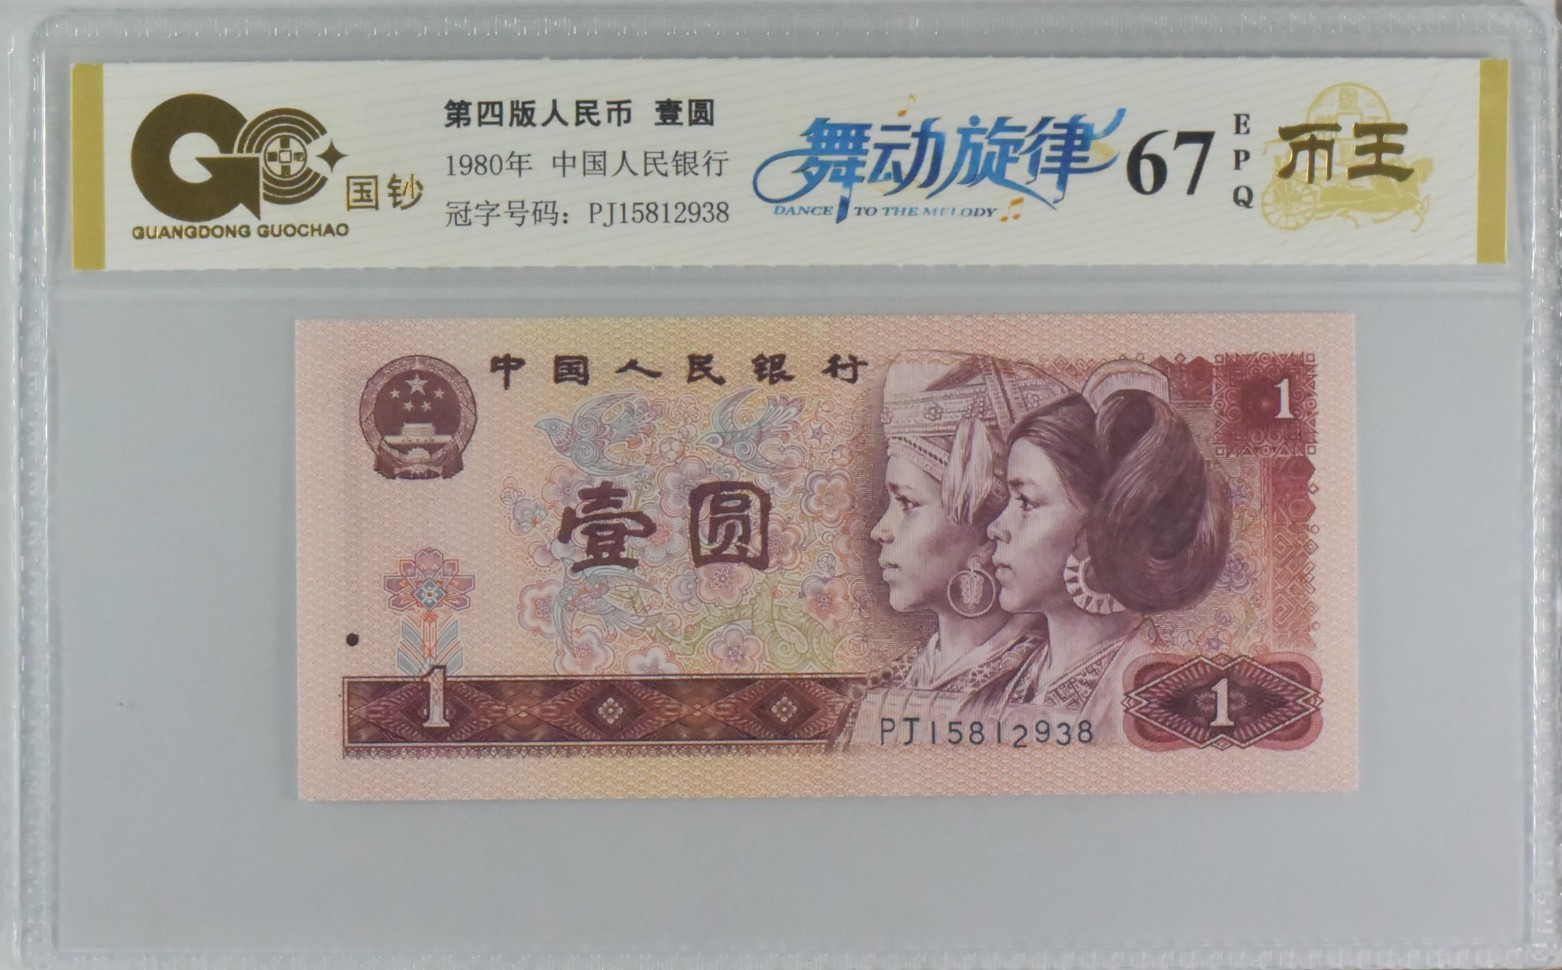 GUANGDONG GUOCHAO
国钞
第四版人民币 壹圆
1980年 中国人民银行
冠字号码：PJ15812938
舞动旋律
DANCE TO THE MELODY
67
EPQ
币王
中国人民银行
1
壹圆
1
PJ15812938
1